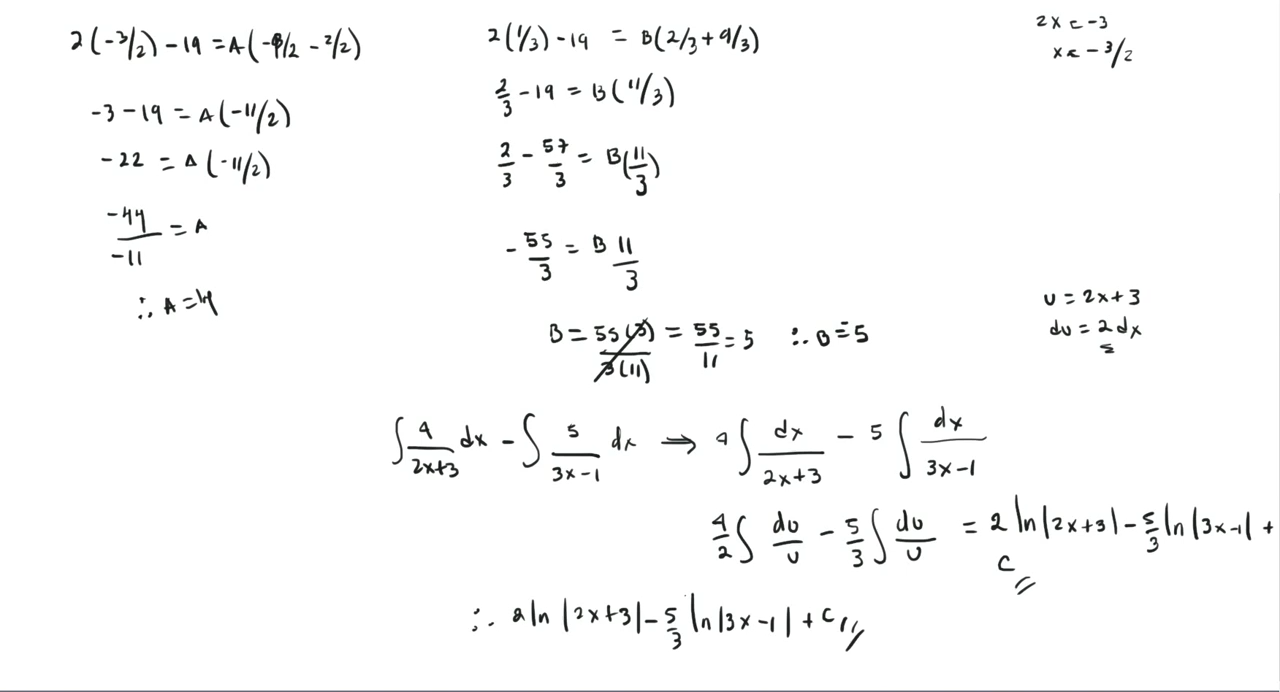 2(-3/2) - 19 = A(-9/2 - 2/2)
-3 - 19 = A(-11/2)
-22 = A(-11/2)
-44/-11 = A
∴ A = 4
2(1/3) - 19 = B(2/3 + 9/3)
2/3 - 19 = B(11/3)
2/3 - 57/3 = B(11/3)
-55/3 = B 11/3
B = 55(3)/3(11) = 55/11 = 5 ∴ B = -5
2x = -3
x = -3/2
u = 2x+3
du = 2dx
∫ 4/2x+3 dx - ∫ 5/3x-1 dx ⇒ 4 ∫ dx/2x+3 - 5 ∫ dx/3x-1
4/2 ∫ du/u - 5/3 ∫ du/u = 2 ln|2x+3| - 5/3 ln|3x-1| +
C
∴ 2 ln|2x+3| - 5/3 ln|3x-1| + C